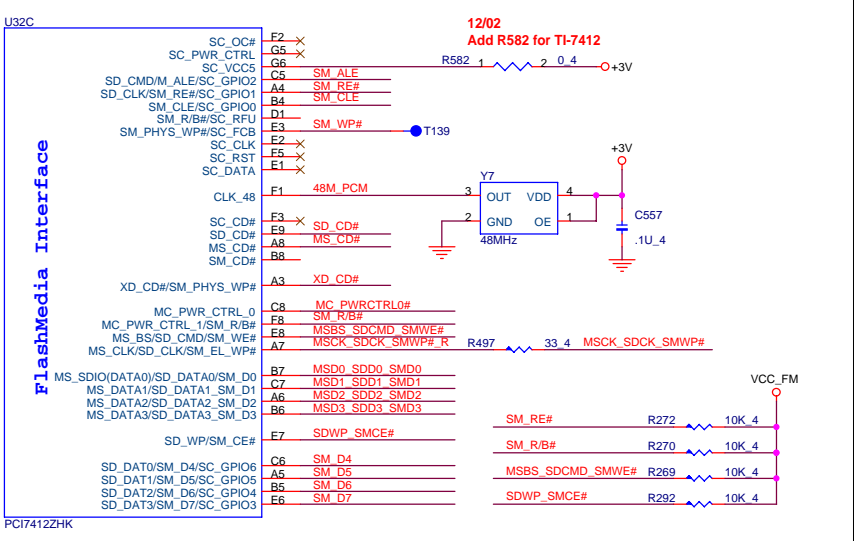 U32C
12/02
Add R582 for TI-7412
FlashMedia Interface
SC_OC# F2
SC_PWR_CTRL G5
SC_VCC5 G6 R582 1 2 0_4 +3V
SD_CMD/M_ALE/SC_GPIO2 C5 SM_ALE
SD_CLK/SM_RE#/SC_GPIO1 A4 SM_RE#
SM_CLE/SC_GPIO0 B4 SM_CLE
SM_R/B#/SC_RFU D1
SM_PHYS_WP#/SC_FCB E3 SM_WP# T139
SC_CLK E2
SC_RST F5
SC_DATA E1
+3V
Y7
CLK_48 F1 48M_PCM 3 OUT VDD 4
SC_CD# F3 2 GND OE 1 C557
SD_CD# E9 SD_CD# 48MHz .1U_4
MS_CD# A8 MS_CD#
SM_CD# B8
XD_CD#/SM_PHYS_WP# A3 XD_CD#
MC_PWR_CTRL_0 C8 MC_PWRCTRL0#
MC_PWR_CTRL_1/SM_R/B# F8 SM_R/B#
MS_BS/SD_CMD/SM_WE# E8 MSBS_SDCMD_SMWE#
MS_CLK/SD_CLK/SM_EL_WP# A7 MSCK_SDCK_SMWP#_R R497 33_4 MSCK_SDCK_SMWP#
MS_SDIO(DATA0)/SD_DATA0/SM_D0 B7 MSD0_SDD0_SMD0
MS_DATA1/SD_DATA1_SM_D1 C7 MSD1_SDD1_SMD1
MS_DATA2/SD_DATA2_SM_D2 A6 MSD2_SDD2_SMD2
MS_DATA3/SD_DATA3_SM_D3 B6 MSD3_SDD3_SMD3
VCC_FM
SM_RE# R272 10K_4
SD_WP/SM_CE# E7 SDWP_SMCE#
SM_R/B# R270 10K_4
SD_DAT0/SM_D4/SC_GPIO6 C6 SM_D4
SD_DAT1/SM_D5/SC_GPIO5 A5 SM_D5 MSBS_SDCMD_SMWE# R269 10K_4
SD_DAT2/SM_D6/SC_GPIO4 B5 SM_D6
SD_DAT3/SM_D7/SC_GPIO3 E6 SM_D7 SDWP_SMCE# R292 10K_4
PCI7412ZHK